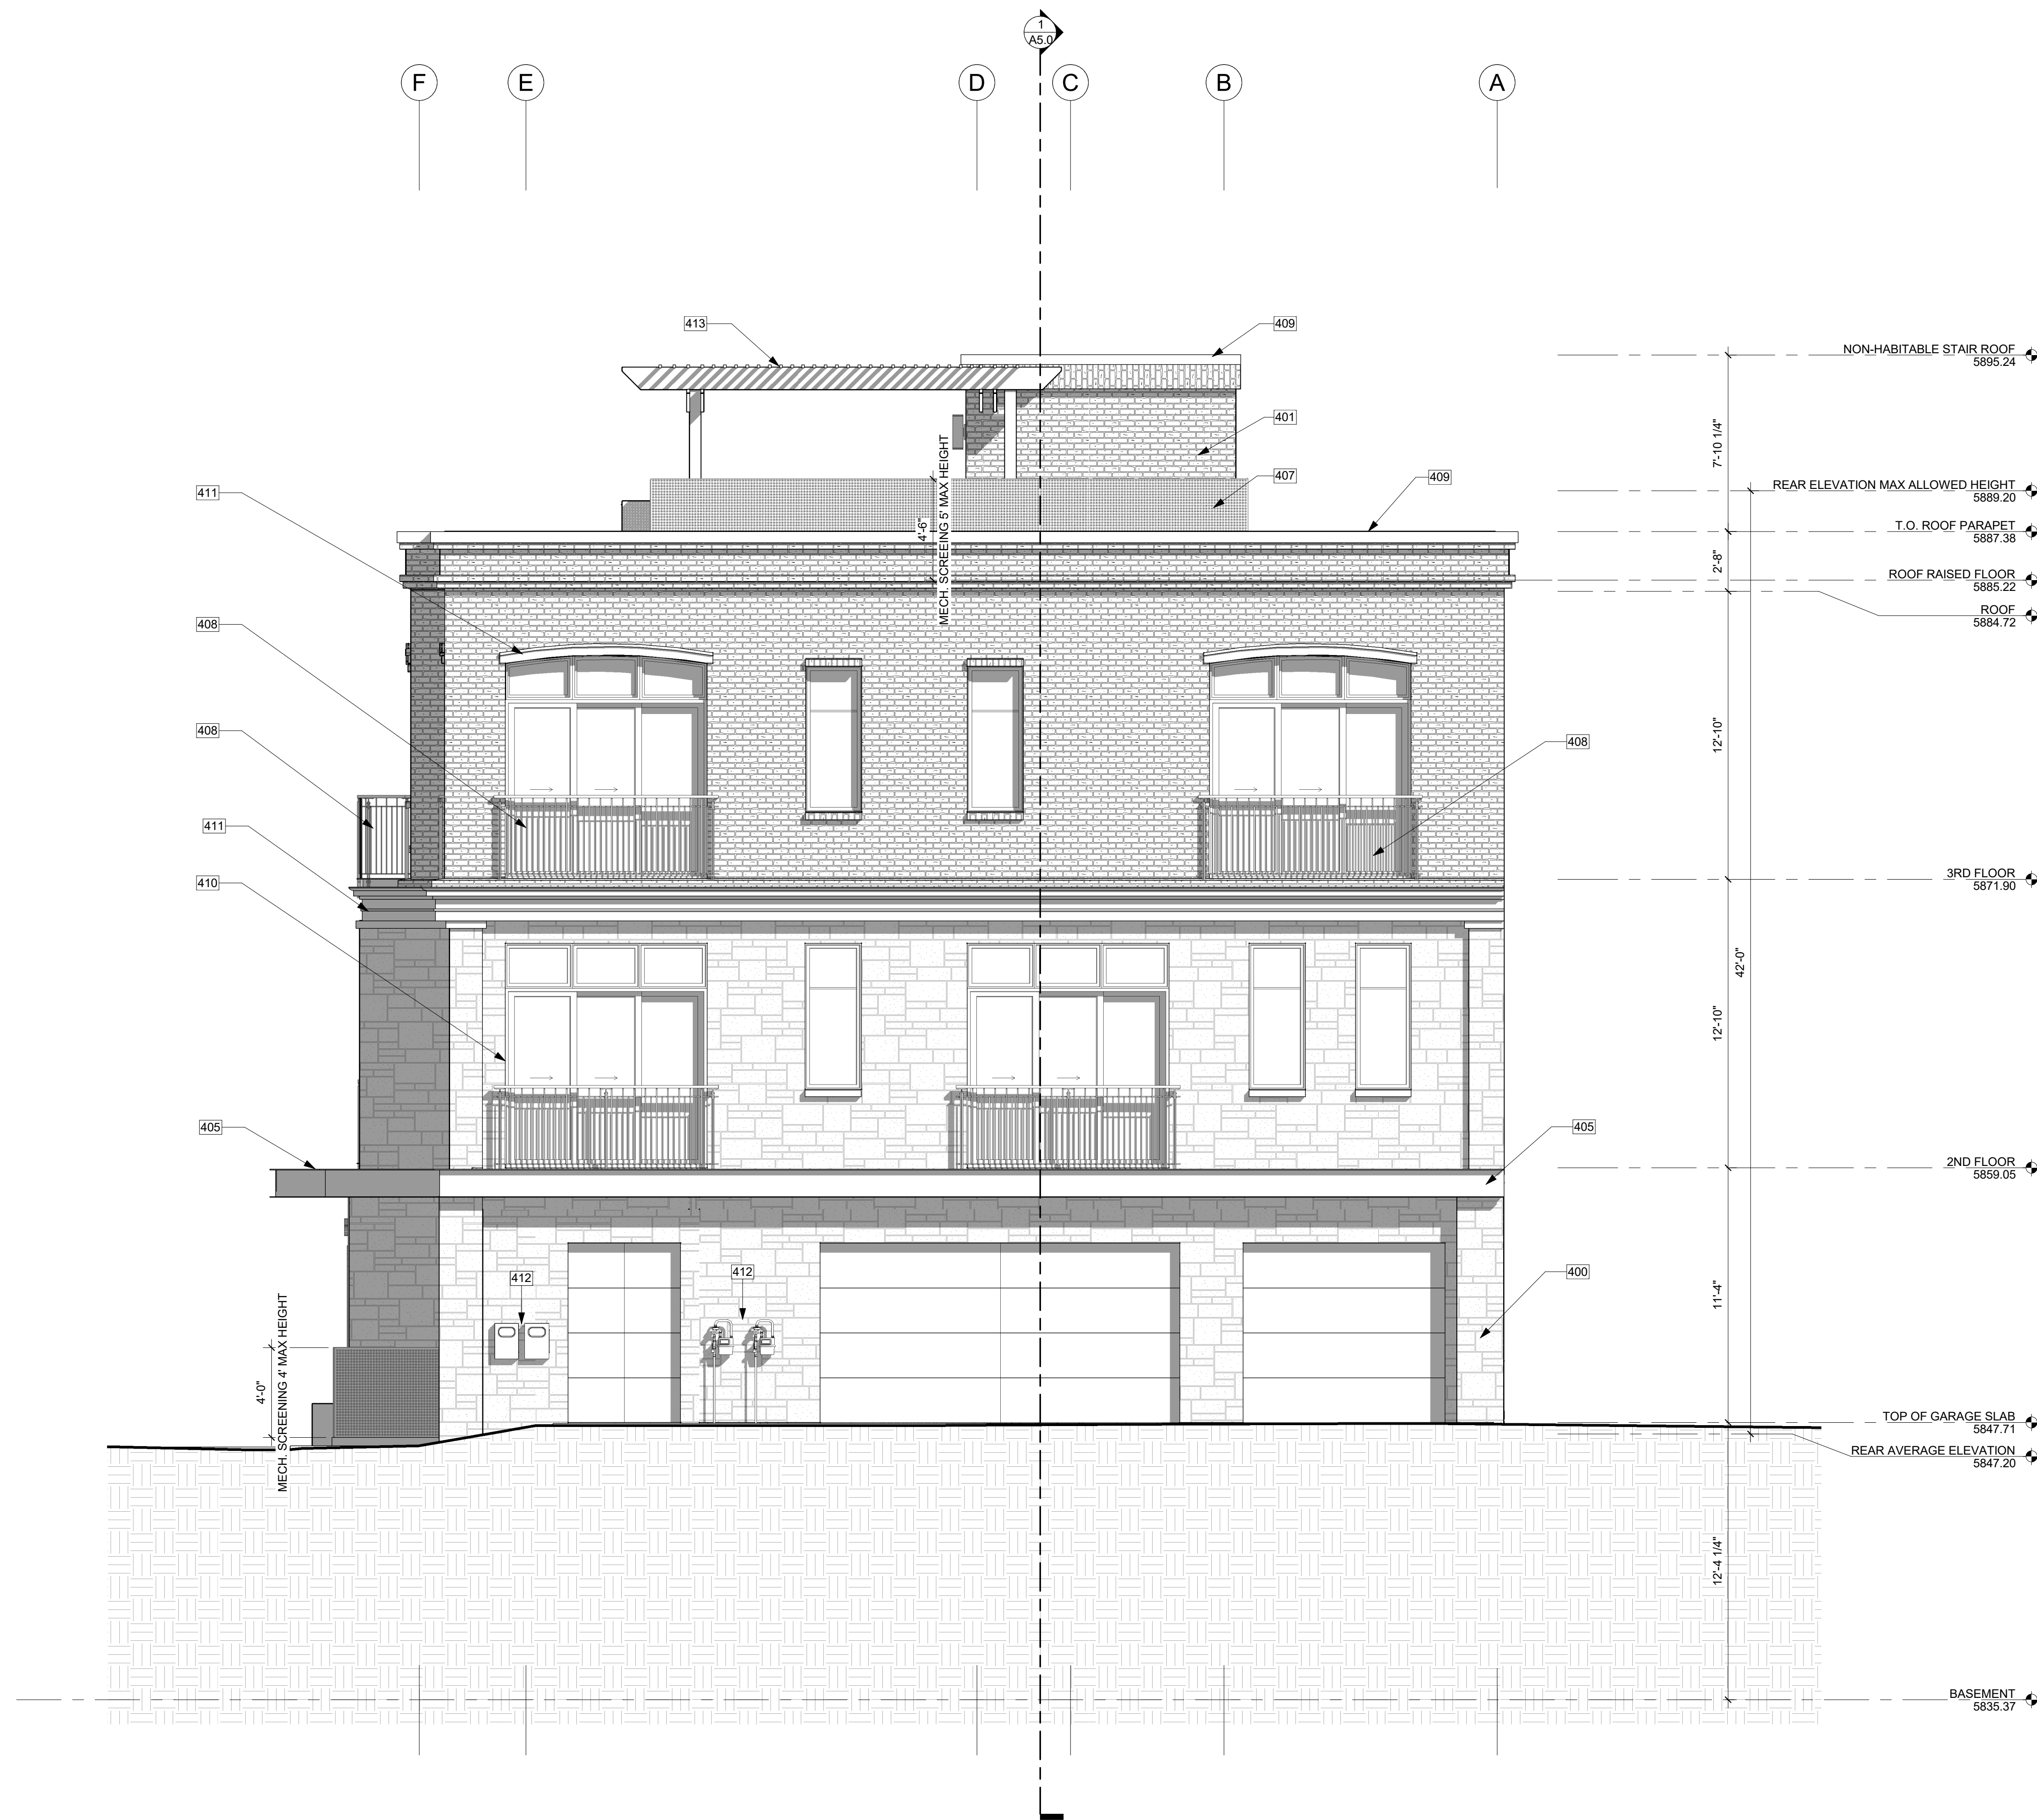 1
A5.0
F
E
D
C
B
A
413
409
NON-HABITABLE STAIR ROOF
5895.24
401
7'-10 1/4"
407
409
411
REAR ELEVATION MAX ALLOWED HEIGHT
5889.20
4'-6"
MECH. SCREEING 5' MAX HEIGHT
T.O. ROOF PARAPET
5887.38
2'-8"
ROOF RAISED FLOOR
5885.22
ROOF
5884.72
408
408
408
12'-10"
411
410
3RD FLOOR
5871.90
42'-0"
12'-10"
405
405
2ND FLOOR
5859.05
412
412
400
11'-4"
4'-0"
MECH. SCREENING 4' MAX HEIGHT
TOP OF GARAGE SLAB
5847.71
REAR AVERAGE ELEVATION
5847.20
12'-4 1/4"
BASEMENT
5835.37